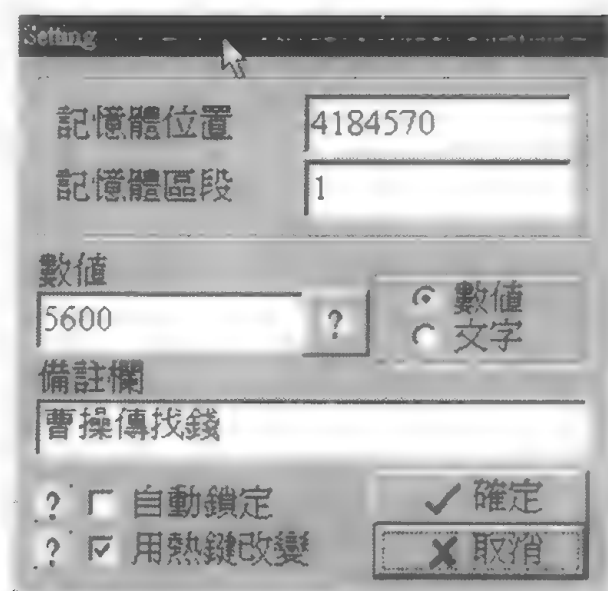 Setting
記憶體位置 4184570
記憶體區段 1
數值
5600 ? 數值
文字
備註欄
曹操傳找錢
? 自動鎖定 確定
? 用熱鍵改變 取消